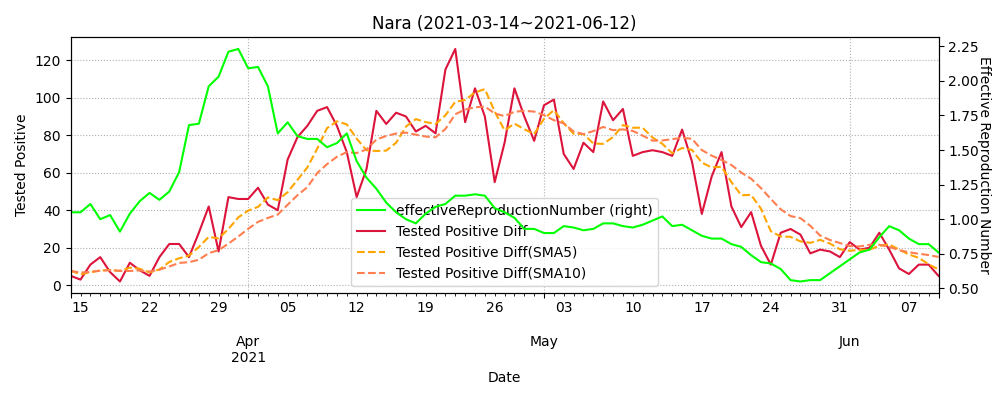 Nara (2021-03-14~2021-06-12)
Tested Positive
120
100
80
60
40
20
0
2.25
2.00
1.75
1.50
1.25
1.00
0.75
0.50
Effective Reproduction Number
effectiveReproductionNumber (right)
Tested Positive Diff
Tested Positive Diff(SMA5)
Tested Positive Diff(SMA10)
15 22 29 05 12 19 26 03 10 17 24 31 07
Apr May Jun
2021
Date